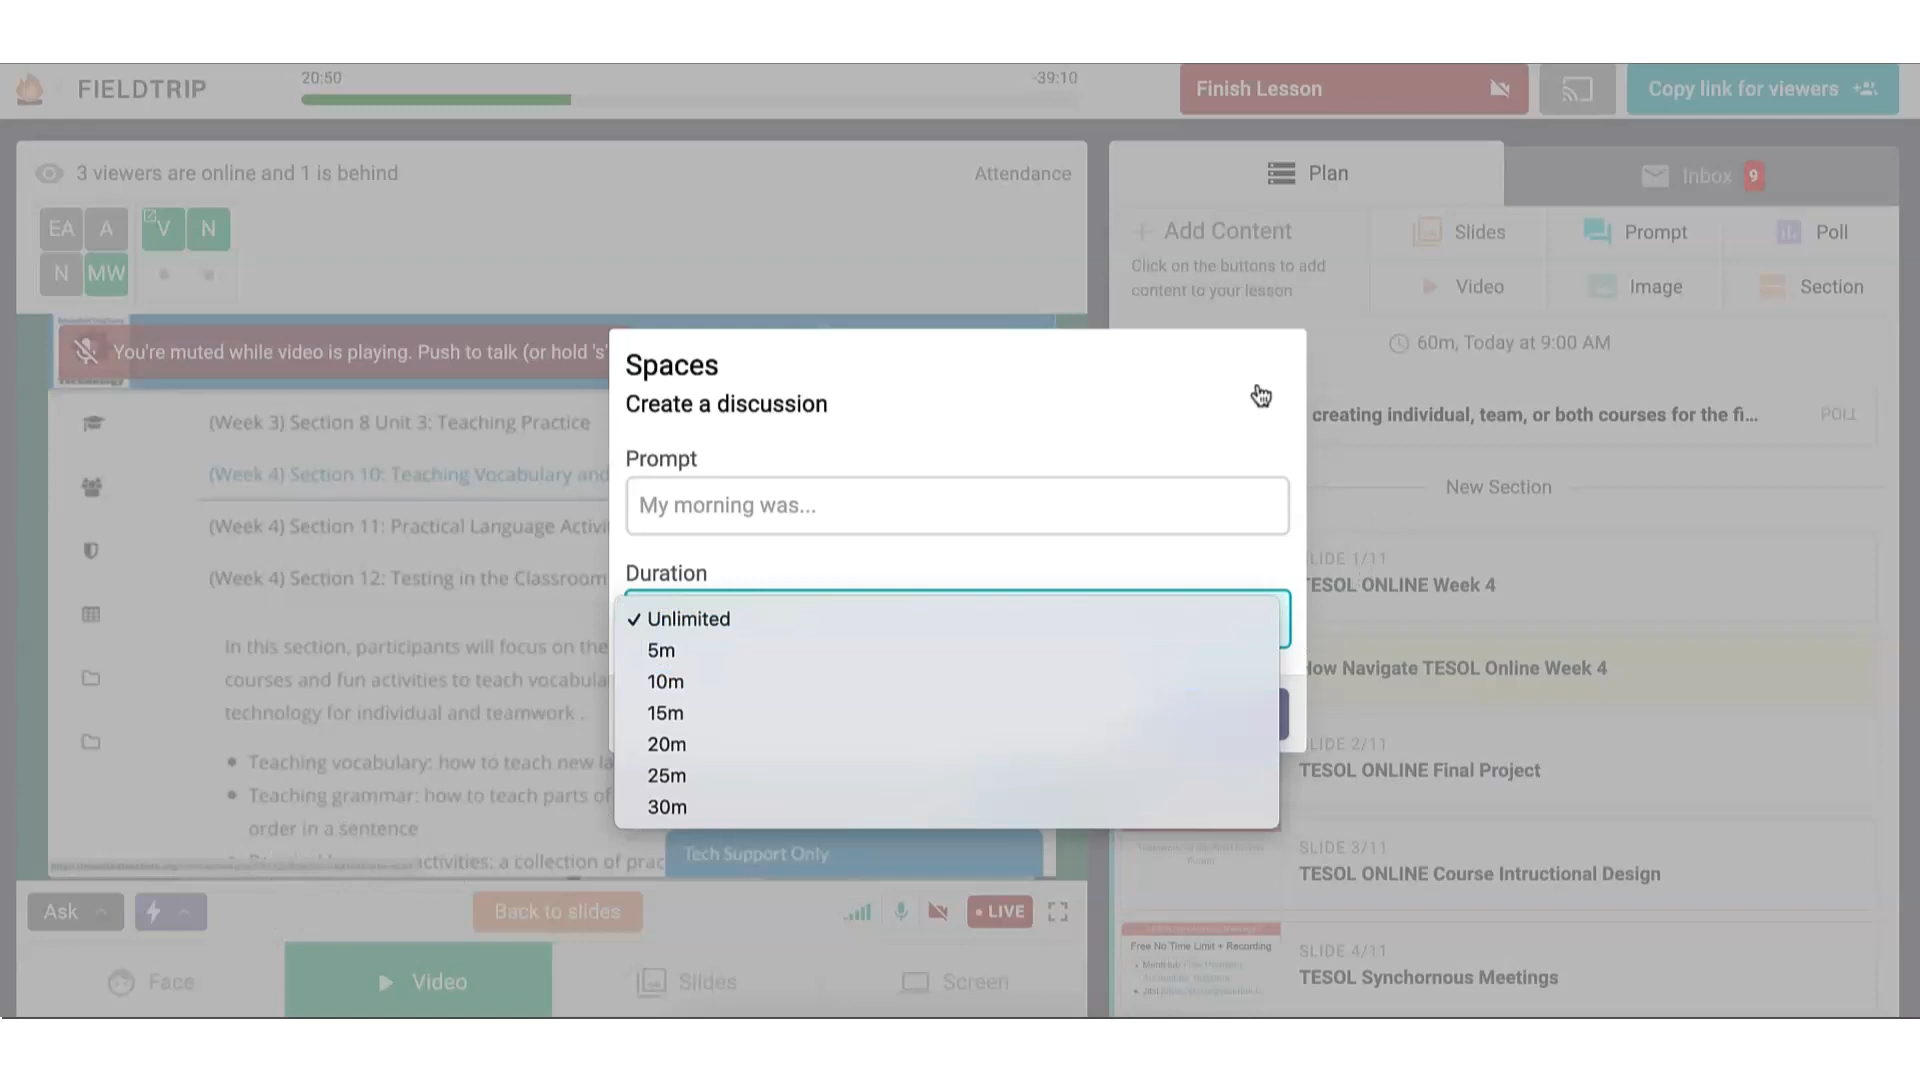 FIELDTRIP
20:50
-39:10
Finish Lesson
Copy link for viewers
3 viewers are online and 1 is behind
Attendance
EA
A
V
N
N
MW
You're muted while video is playing. Push to talk (or hold 's'
(Week 3) Section 8 Unit 3: Teaching Practice
(Week 4) Section 10: Teaching Vocabulary and
(Week 4) Section 11: Practical Language Activi
(Week 4) Section 12: Testing in the Classroom
In this section, participants will focus on the
courses and fun activities to teach vocabula
technology for individual and teamwork .
• Teaching vocabulary: how to teach new la
• Teaching grammar: how to teach parts of
order in a sentence
activities: a collection of prac
Tech Support Only
Ask
Back to slides
• LIVE
Face
Video
Slides
Screen
Spaces
Create a discussion
Prompt
My morning was...
Duration
✓ Unlimited
5m
10m
15m
20m
25m
30m
Plan
Inbox 9
+ Add Content
Click on the buttons to add
content to your lesson
Slides
Prompt
Poll
Video
Image
Section
60m, Today at 9:00 AM
creating individual, team, or both courses for the fi...
POLL
New Section
LIDE 1/11
TESOL ONLINE Week 4
How Navigate TESOL Online Week 4
LIDE 2/11
TESOL ONLINE Final Project
SLIDE 3/11
TESOL ONLINE Course Intructional Design
SLIDE 4/11
TESOL Synchornous Meetings
Free No Time Limit + Recording